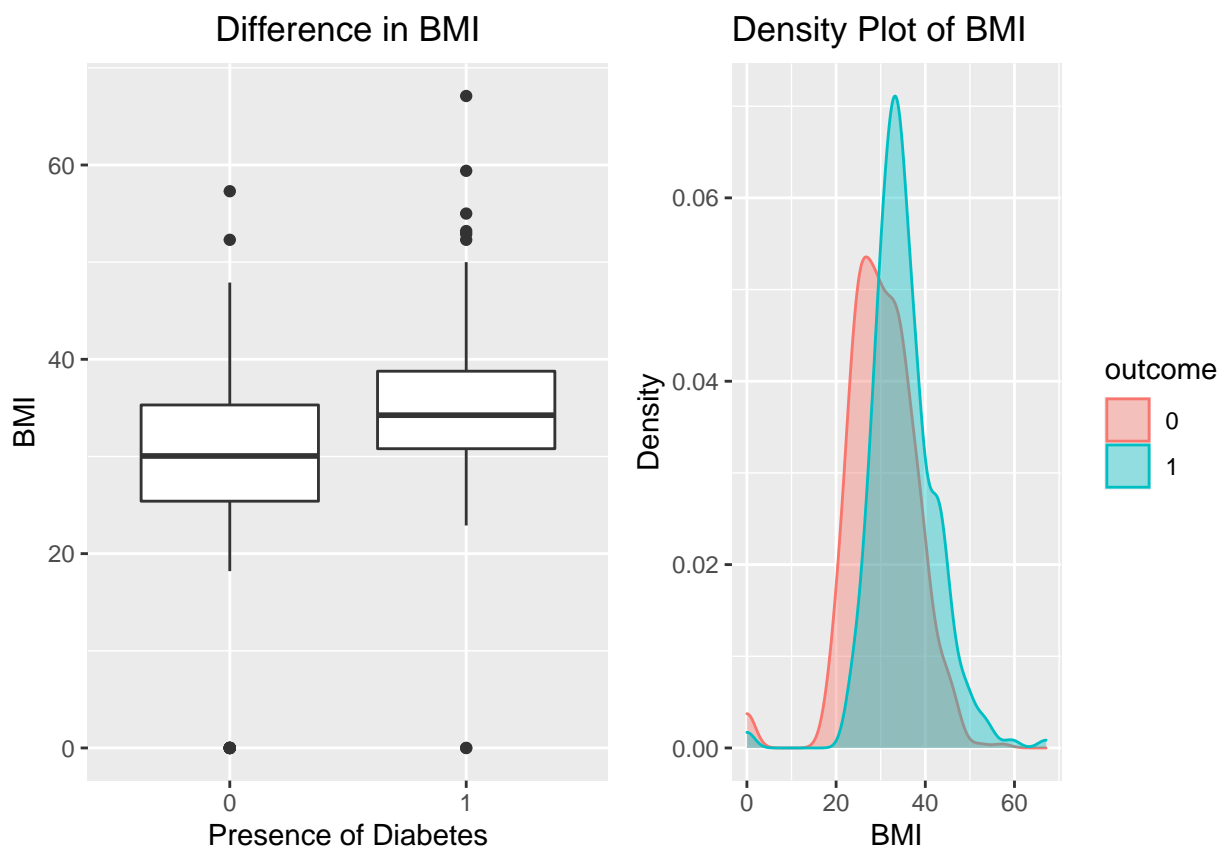 Difference in BMI
BMI
60
40
20
0
0
1
Presence of Diabetes
Density Plot of BMI
Density
0.06
0.04
0.02
0.00
0
20
40
60
BMI
outcome
0
1